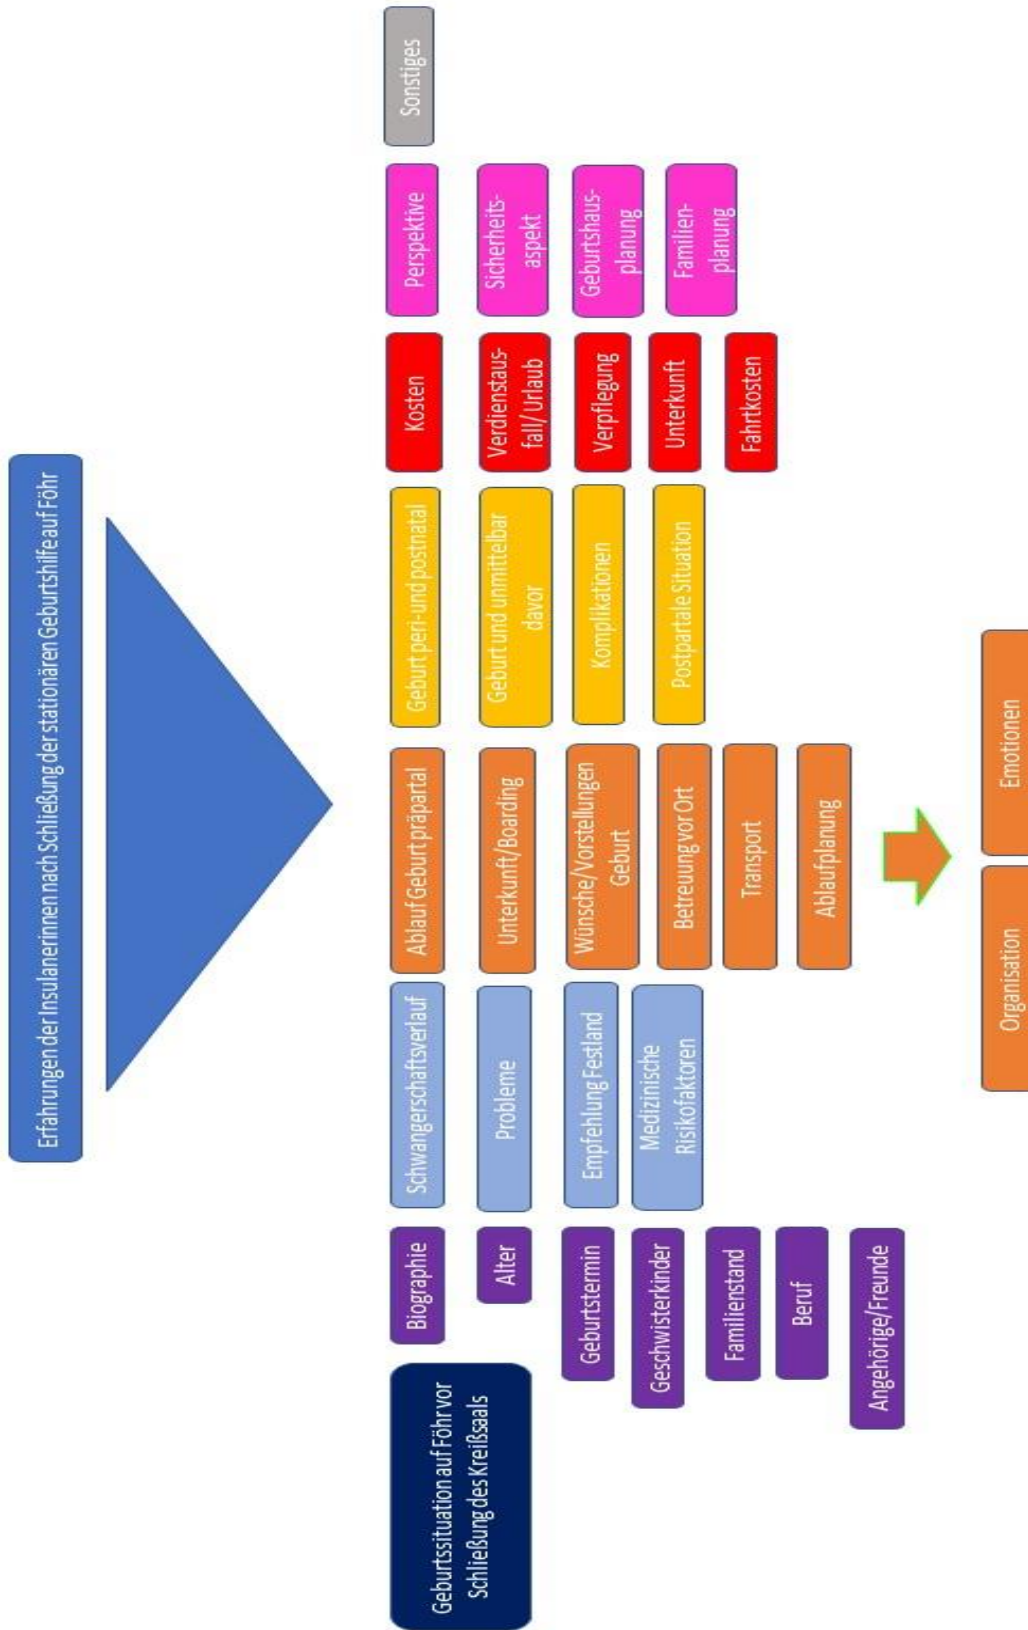 Erfahrungen der Insulanerinnen nach Schließung der stationären Geburtshilfe auf Föhr
Geburtssituation auf Föhr vor
Schließung des Kreißsaals
Biographie
Alter
Geburtstermin
Geschwisterkinder
Familienstand
Beruf
Angehörige/Freunde
Schwangerschaftsverlauf
Probleme
Empfehlung Festland
Medizinische
Risikofaktoren
Ablauf Geburt präpartal
Unterkunft/Boarding
Wünsche/Vorstellungen
Geburt
Betreuung vor Ort
Transport
Ablaufplanung
Organisation
Emotionen
Geburt peri-und postnatal
Geburt und unmittelbar
davor
Komplikationen
Postpartale Situation
Kosten
Verdienstaus-
fall/ Urlaub
Verpflegung
Unterkunft
Fahrtkosten
Perspektive
Sicherheits-
aspekt
Geburtshaus-
planung
Familien-
planung
Sonstiges